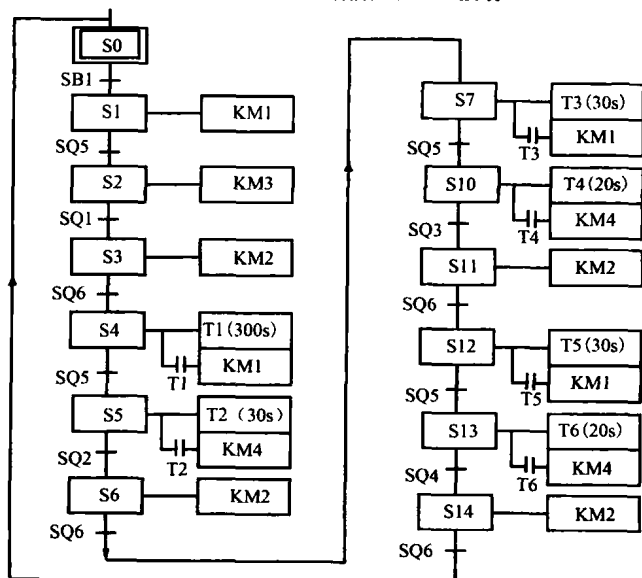 S0
SB1
S1 KM1
SQ5
S2 KM3
SQ1
S3 KM2
SQ6
S4 T1(300s)
T1 KM1
SQ5
S5 T2 (30s)
T2 KM4
SQ2
S6 KM2
SQ6
S7 T3(30s)
T3 KM1
SQ5
S10 T4(20s)
T4 KM4
SQ3
S11 KM2
SQ6
S12 T5(30s)
T5 KM1
SQ5
S13 T6(20s)
T6 KM4
SQ4
S14 KM2
SQ6